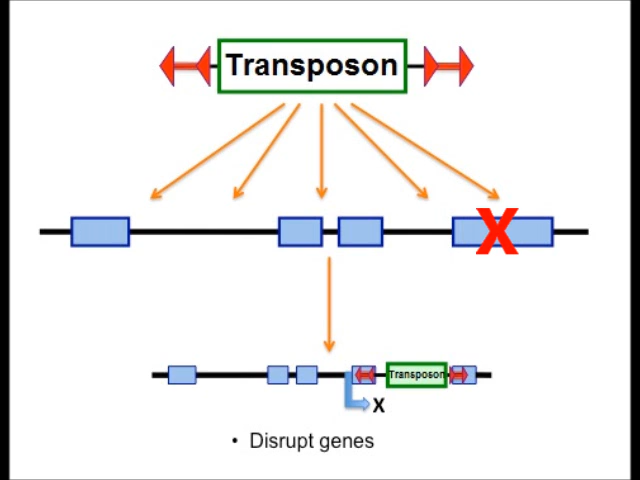 Transposon
X
Transposon
X
• Disrupt genes